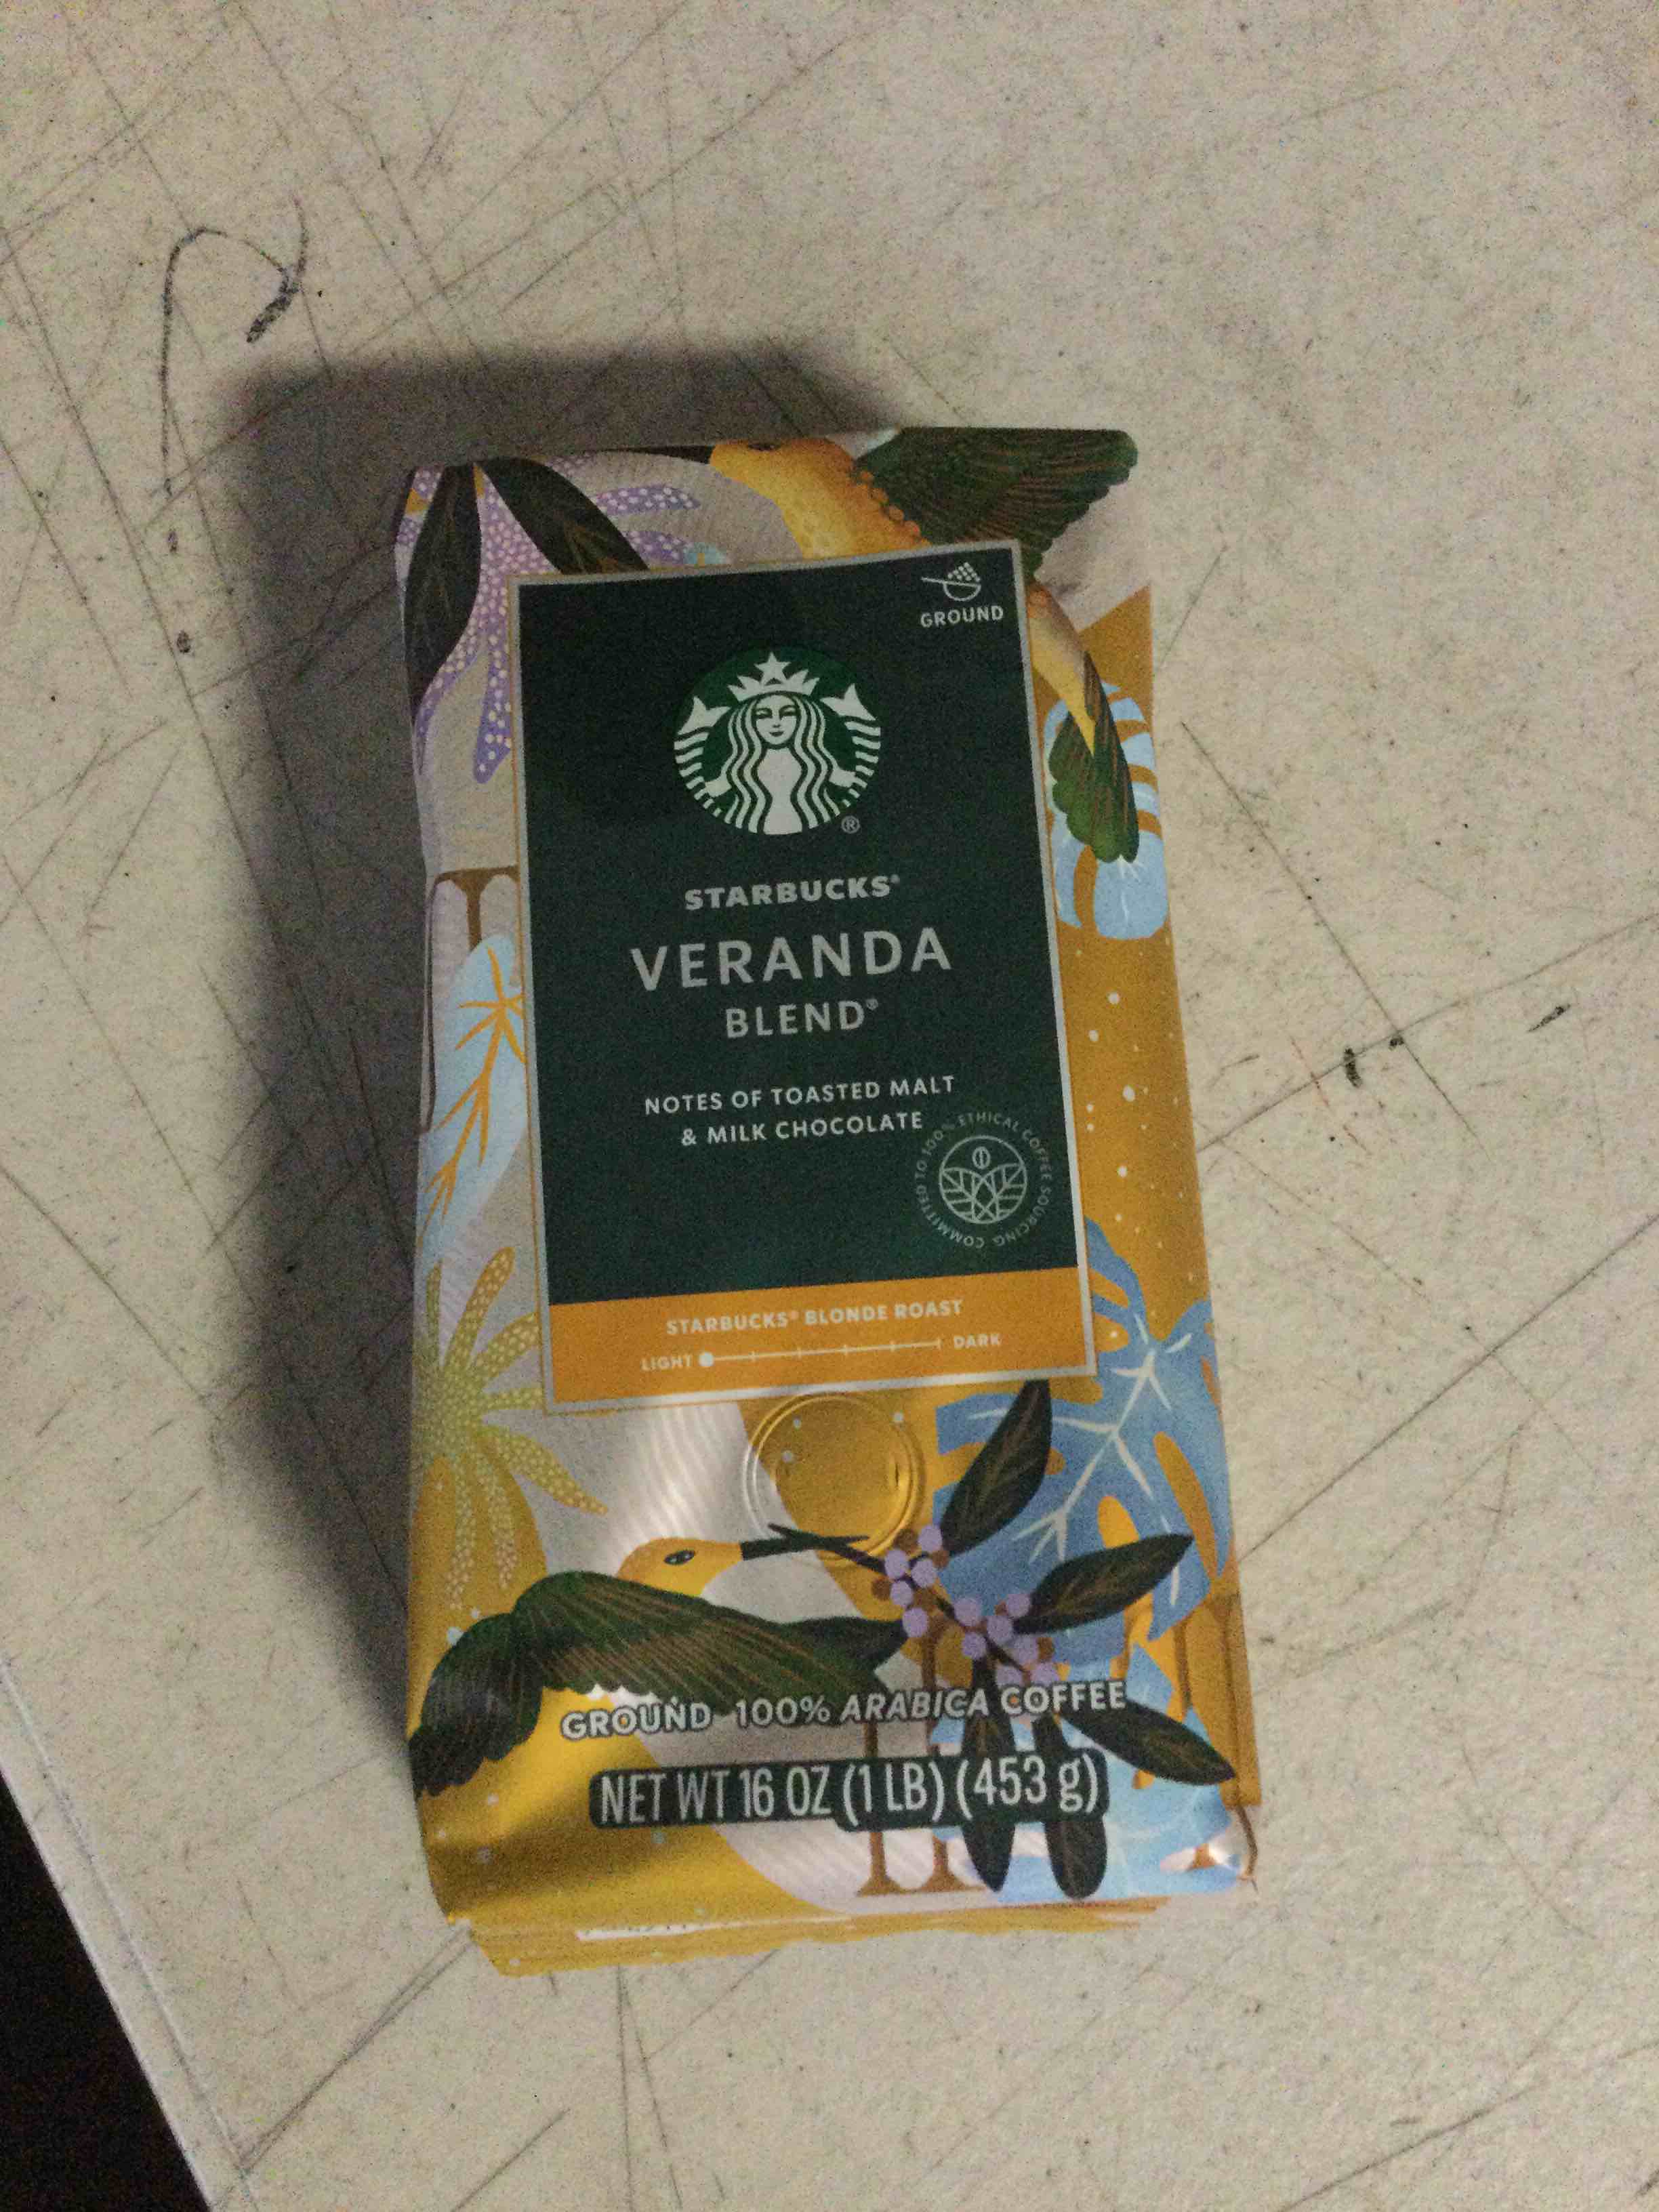 GROUND
STARBUCKS®
VERANDA
BLEND®
NOTES OF TOASTED MALT
& MILK CHOCOLATE
COMMITTED TO 100% ETHICAL COFFEE SOURCING
STARBUCKS® BLONDE ROAST
LIGHT DARK
GROUND 100% ARABICA COFFEE
NET WT 16 OZ (1 LB) (453 g)